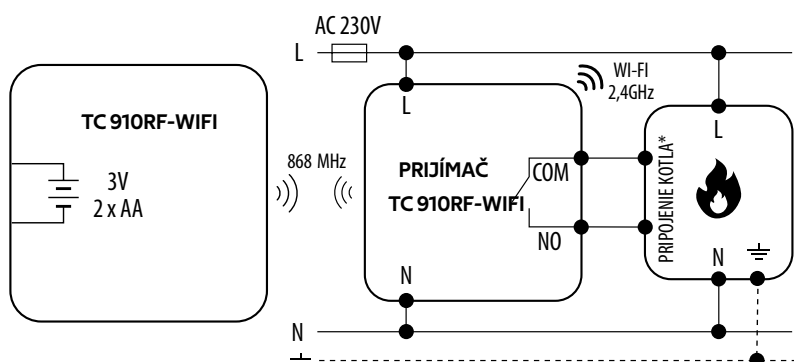 AC 230V
L
WI-FI
2,4GHz
TC 910RF-WIFI
3V
2 x AA
868 MHz
L
PRIJÍMAČ
TC 910RF-WIFI
COM
NO
N
PRIPOJENIE KOTLA*
L
N
N